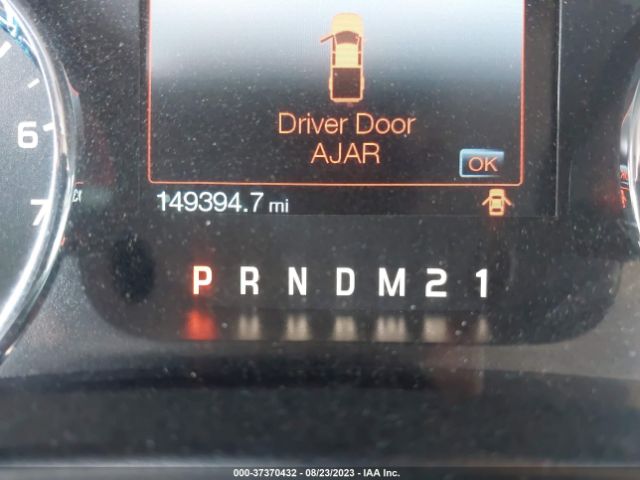 6
7
Driver Door
AJAR
OK
149394.7 mi
P R N D M 2 1
000-37370432 - 08/23/2023 - IAA Inc.